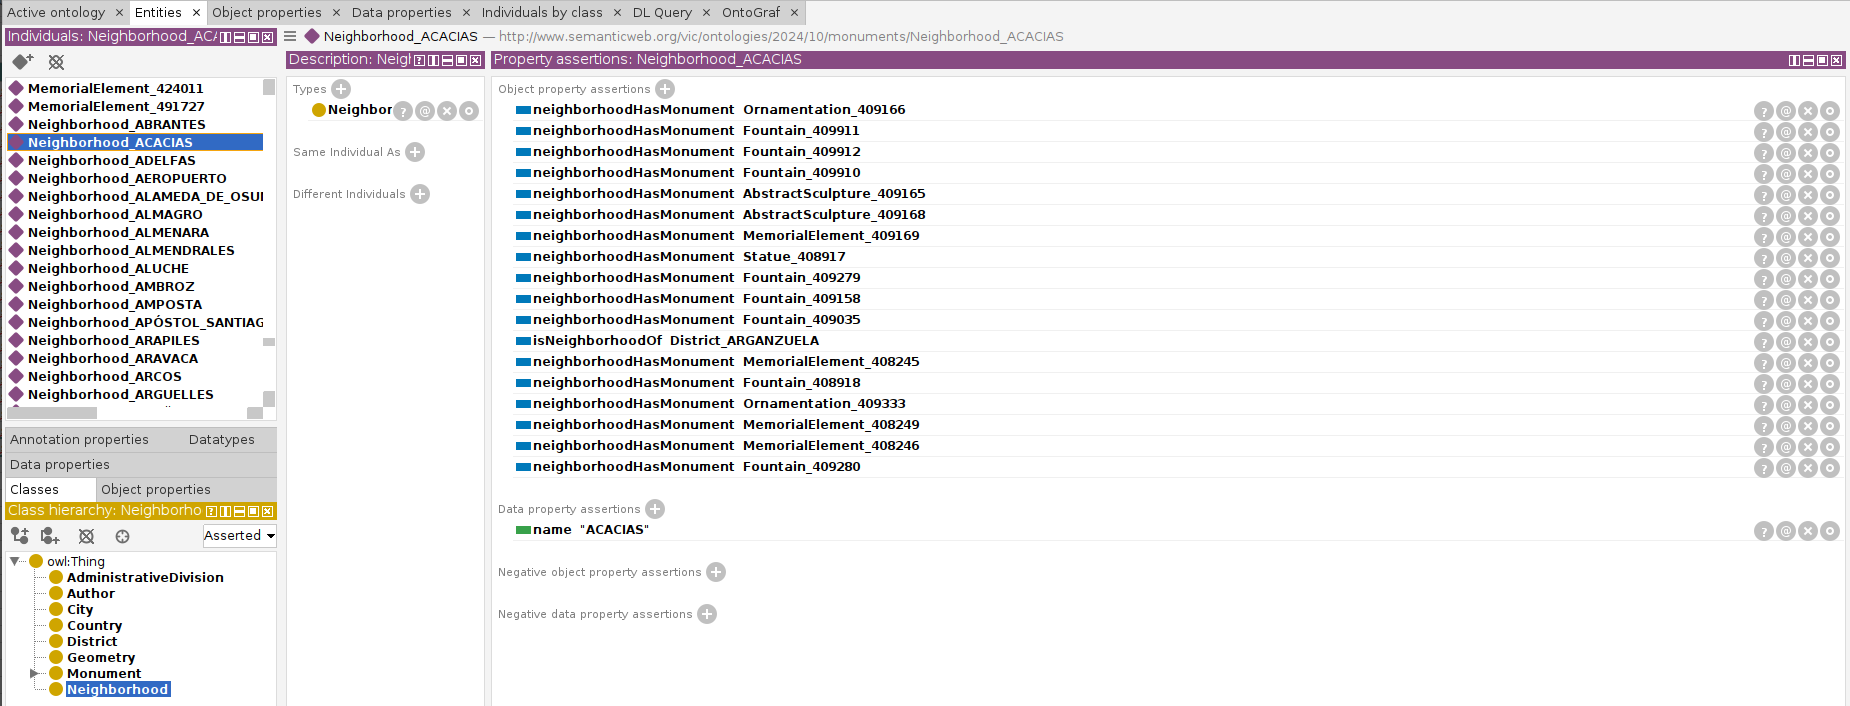 Active ontology × Entities × Object properties × Data properties × Individuals by class × DL Query × OntoGraf ×
Individuals: Neighborhood_ACA
MemorialElement_424011
MemorialElement_491727
Neighborhood_ABRANTES
Neighborhood_ACACIAS
Neighborhood_ADELFAS
Neighborhood_AEROPUERTO
Neighborhood_ALAMEDA_DE_OSU
Neighborhood_ALMAGRO
Neighborhood_ALMENARA
Neighborhood_ALMENDRALES
Neighborhood_ALUCHE
Neighborhood_AMBROZ
Neighborhood_AMPOSTA
Neighborhood_APÓSTOL_SANTIAG
Neighborhood_ARAPILES
Neighborhood_ARAVACA
Neighborhood_ARCOS
Neighborhood_ARGUELLES
Annotation properties Datatypes
Data properties
Classes Object properties
Class hierarchy: Neighborho
Asserted
owl:Thing
AdministrativeDivision
Author
City
Country
District
Geometry
Monument
Neighborhood
Neighborhood_ACACIAS — http://www.semanticweb.org/vic/ontologies/2024/10/monuments/Neighborhood_ACACIAS
Description: Neig
Types
Neighbor
Same Individual As
Different Individuals
Property assertions: Neighborhood_ACACIAS
Object property assertions
neighborhoodHasMonument Ornamentation_409166
neighborhoodHasMonument Fountain_409911
neighborhoodHasMonument Fountain_409912
neighborhoodHasMonument Fountain_409910
neighborhoodHasMonument AbstractSculpture_409165
neighborhoodHasMonument AbstractSculpture_409168
neighborhoodHasMonument MemorialElement_409169
neighborhoodHasMonument Statue_408917
neighborhoodHasMonument Fountain_409279
neighborhoodHasMonument Fountain_409158
neighborhoodHasMonument Fountain_409035
isNeighborhoodOf District_ARGANZUELA
neighborhoodHasMonument MemorialElement_408245
neighborhoodHasMonument Fountain_408918
neighborhoodHasMonument Ornamentation_409333
neighborhoodHasMonument MemorialElement_408249
neighborhoodHasMonument MemorialElement_408246
neighborhoodHasMonument Fountain_409280
Data property assertions
name "ACACIAS"
Negative object property assertions
Negative data property assertions